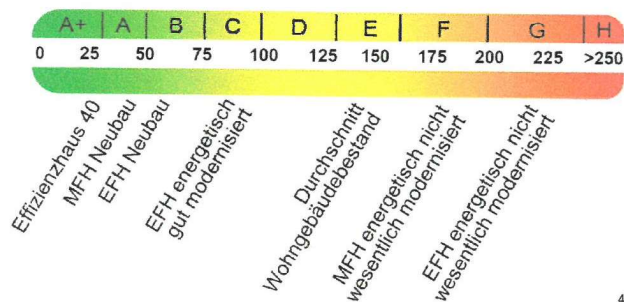 A+ A B C D E F G H
0 25 50 75 100 125 150 175 200 225 >250
Effizienzhaus 40
MFH Neubau
EFH Neubau
EFH energetisch
gut modernisiert
Durchschnitt
Wohngebäudebestand
MFH energetisch nicht
wesentlich modernisiert
EFH energetisch nicht
wesentlich modernisiert
4